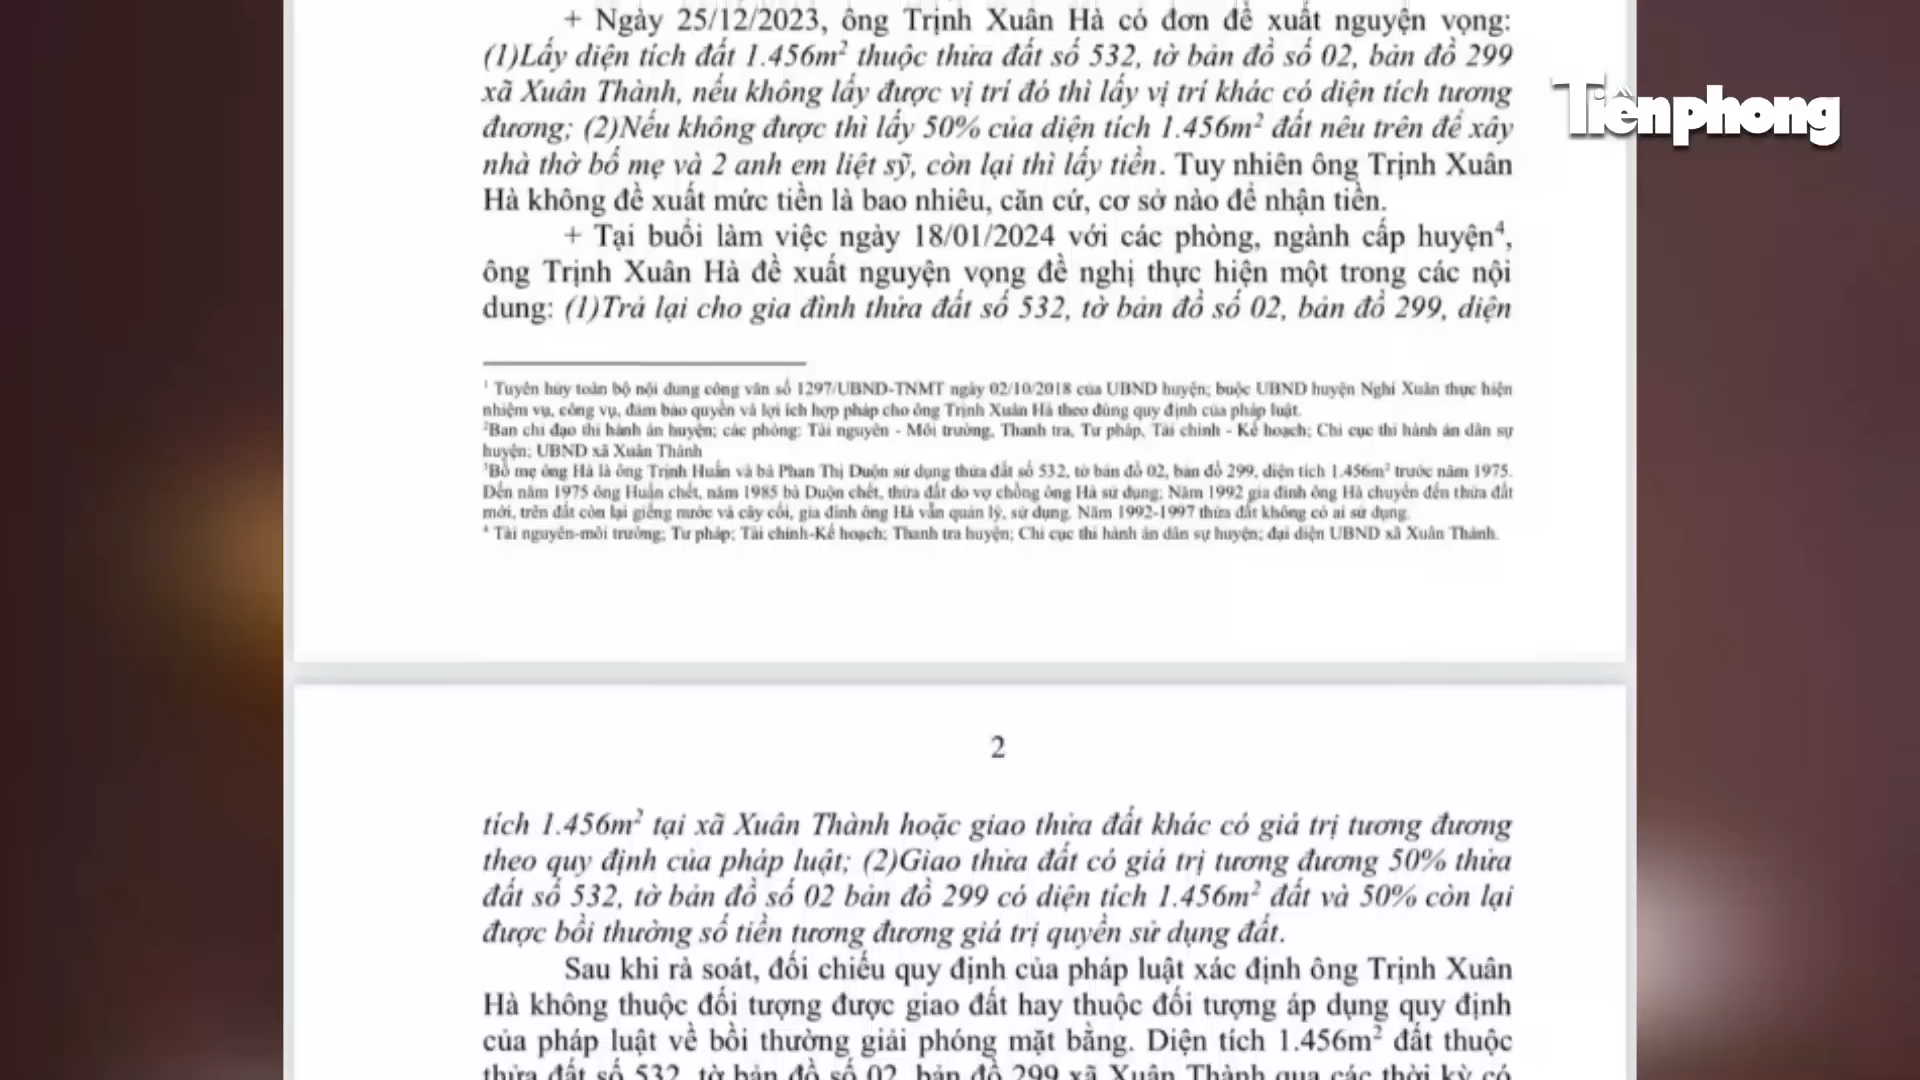 + Ngày 25/12/2023, ông Trịnh Xuân Hà có đơn đề xuất nguyện vọng:
(1)Lấy diện tích đất 1.456m² thuộc thửa đất số 532, tờ bản đồ số 02, bản đồ 299
xã Xuân Thành, nếu không lấy được vị trí đó thì lấy vị trí khác có diện tích tương
đương; (2)Nếu không được thì lấy 50% của diện tích 1.456m² đất nêu trên để xây
nhà thờ bố mẹ và 2 anh em liệt sỹ, còn lại thì lấy tiền. Tuy nhiên ông Trịnh Xuân
Hà không đề xuất mức tiền là bao nhiêu, căn cứ, cơ sở nào để nhận tiền.
+ Tại buổi làm việc ngày 18/01/2024 với các phòng, ngành cấp huyện⁴,
ông Trịnh Xuân Hà đề xuất nguyện vọng đề nghị thực hiện một trong các nội
dung: (1)Trả lại cho gia đình thửa đất số 532, tờ bản đồ số 02, bản đồ 299, diện
¹ Tuyên hủy toàn bộ nội dung công văn số 1297/UBND-TNMT ngày 02/10/2018 của UBND huyện; buộc UBND huyện Nghi Xuân thực hiện
nhiệm vụ, công vụ, đảm bảo quyền và lợi ích hợp pháp cho ông Trịnh Xuân Hà theo đúng quy định của pháp luật.
²Ban chỉ đạo thi hành án huyện; các phòng: Tài nguyên - Môi trường, Thanh tra, Tư pháp, Tài chính - Kế hoạch; Chi cục thi hành án dân sự
huyện; UBND xã Xuân Thành
³Bố mẹ ông Hà là ông Trịnh Huấn và bà Phan Thị Duộn sử dụng thửa đất số 532, tờ bản đồ 02, bản đồ 299, diện tích 1.456m² trước năm 1975.
Đến năm 1975 ông Huấn chết, năm 1985 bà Duộn chết, thửa đất do vợ chồng ông Hà sử dụng; Năm 1992 gia đình ông Hà chuyển đến thửa đất
mới, trên đất còn lại giếng nước và cây cối, gia đình ông Hà vẫn quản lý, sử dụng. Năm 1992-1997 thửa đất không có ai sử dụng.
⁴ Tài nguyên-môi trường; Tư pháp; Tài chính-Kế hoạch; Thanh tra huyện; Chi cục thi hành án dân sự huyện; đại diện UBND xã Xuân Thành.
2
tích 1.456m² tại xã Xuân Thành hoặc giao thửa đất khác có giá trị tương đương
theo quy định của pháp luật; (2)Giao thửa đất có giá trị tương đương 50% thửa
đất số 532, tờ bản đồ số 02 bản đồ 299 có diện tích 1.456m² đất và 50% còn lại
được bồi thường số tiền tương đương giá trị quyền sử dụng đất.
Sau khi rà soát, đối chiếu quy định của pháp luật xác định ông Trịnh Xuân
Hà không thuộc đối tượng được giao đất hay thuộc đối tượng áp dụng quy định
của pháp luật về bồi thường giải phóng mặt bằng. Diện tích 1.456m² đất thuộc
thửa đất số 532, tờ bản đồ số 02, bản đồ 299 xã Xuân Thành qua các thời kỳ có
Tiềnphong